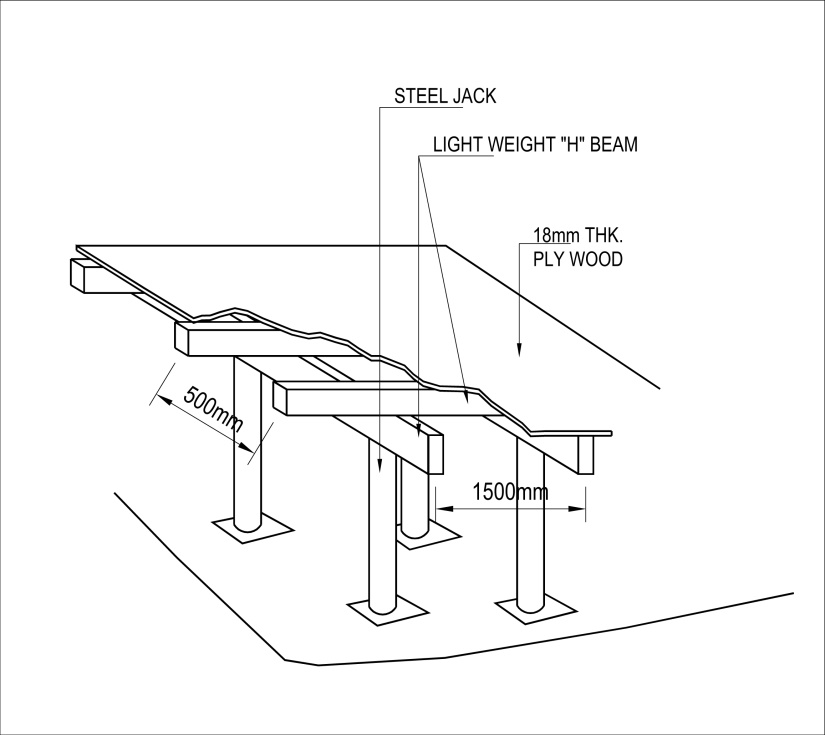 STEEL JACK
LIGHT WEIGHT "H" BEAM
18mm THK.
PLY WOOD
500mm
1500mm